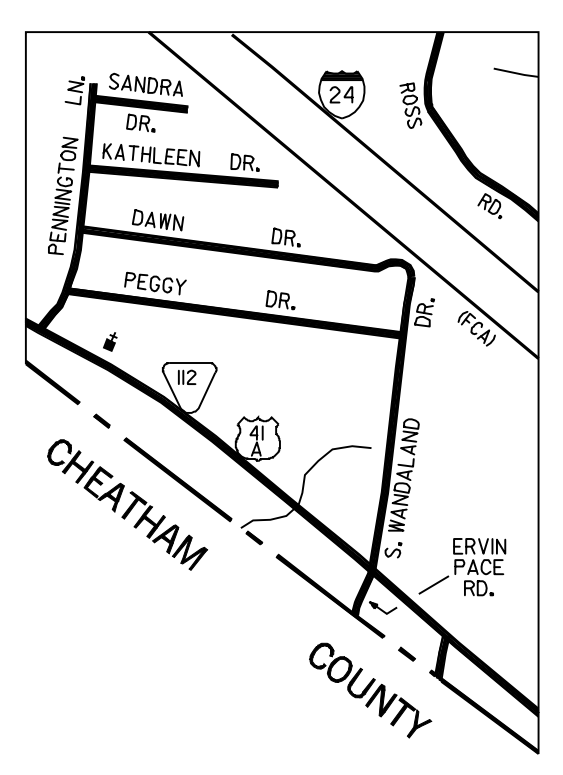 SANDRA
DR.
PENNINGTON LN.
24
ROSS
RD.
KATHLEEN DR.
DAWN DR.
PEGGY DR.
DR.
(FCA)
112
41
A
S. WANDALAND
CHEATHAM
ERVIN
PACE
RD.
COUNTY